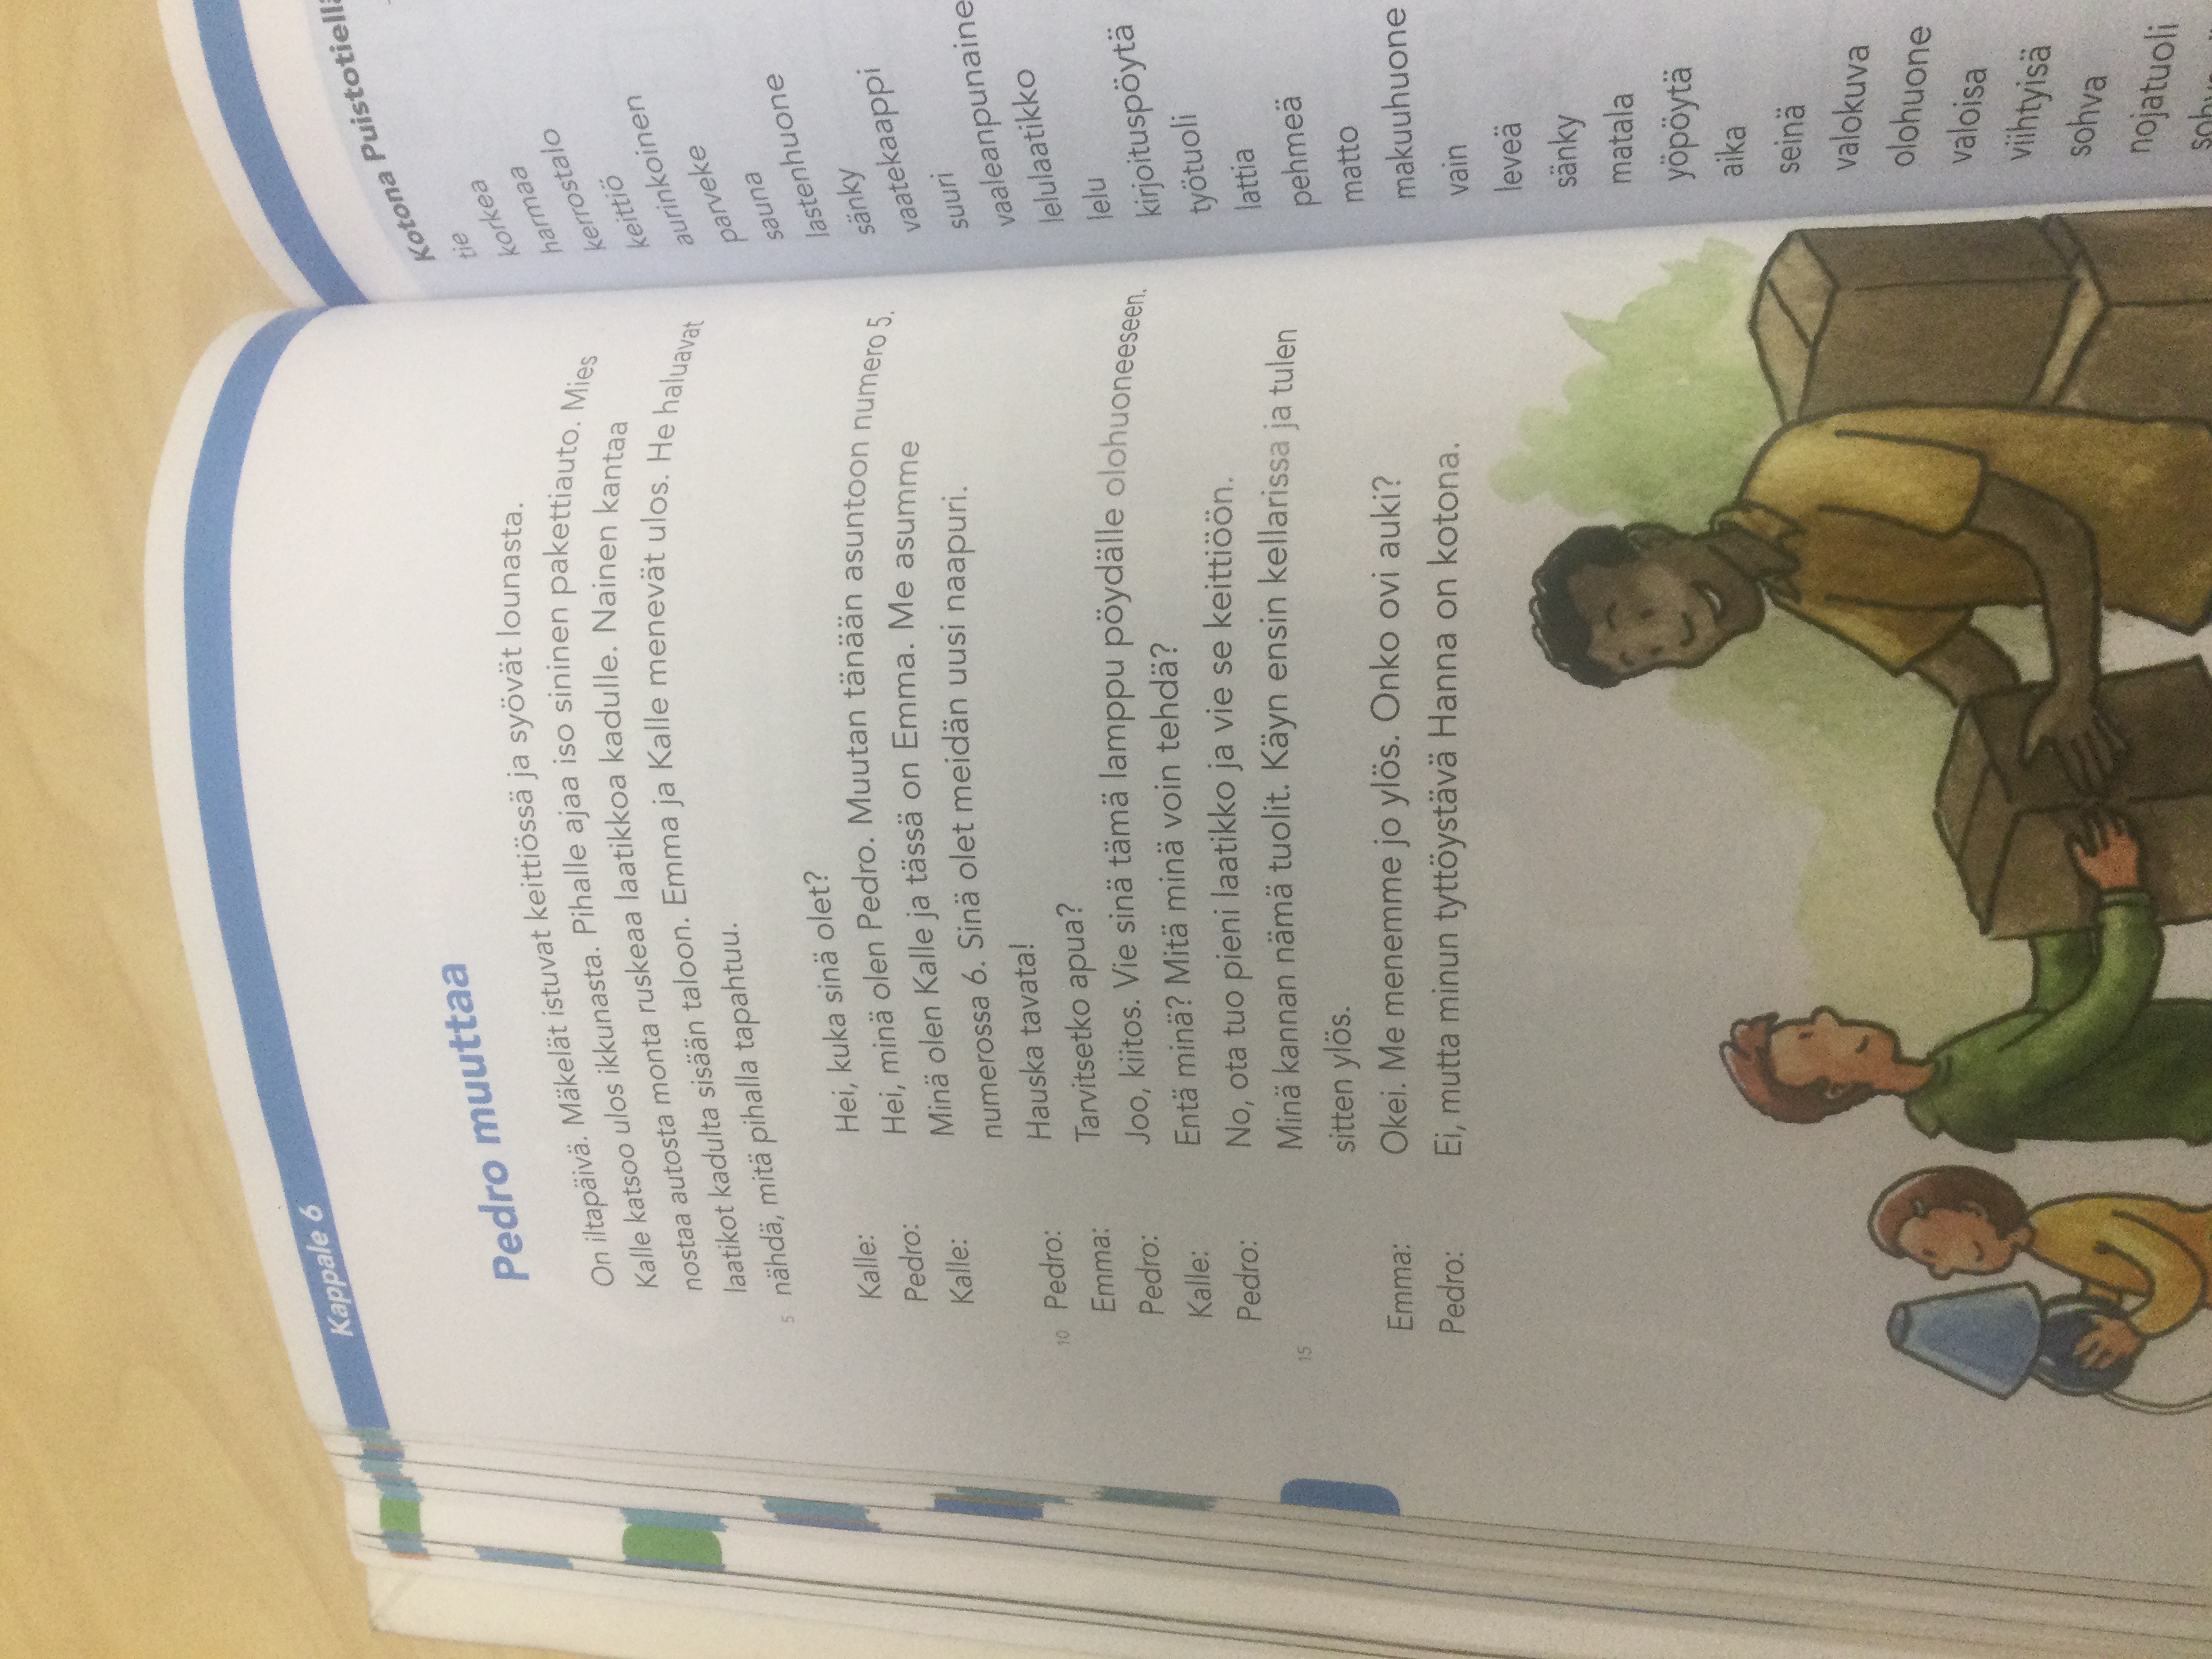 Kappale 6
Pedro muuttaa
On iltapäivä. Mäkelät istuvat keittiössä ja syövät lounasta.
Kalle katsoo ulos ikkunasta. Pihalle ajaa iso sininen pakettiauto. Mies
nostaa autosta monta ruskeaa laatikkoa kadulle. Nainen kantaa
laatikot kadulta sisään taloon. Emma ja Kalle menevät ulos. He haluavat
5 nähdä, mitä pihalla tapahtuu.
Kalle: Hei, kuka sinä olet?
Pedro: Hei, minä olen Pedro. Muutan tänään asuntoon numero 5.
Kalle: Minä olen Kalle ja tässä on Emma. Me asumme
numerossa 6. Sinä olet meidän uusi naapuri.
10 Pedro: Hauska tavata!
Emma: Tarvitsetko apua?
Pedro: Joo, kiitos. Vie sinä tämä lamppu pöydälle olohuoneeseen.
Kalle: Entä minä? Mitä minä voin tehdä?
Pedro: No, ota tuo pieni laatikko ja vie se keittiöön.
15 Minä kannan nämä tuolit. Käyn ensin kellarissa ja tulen
sitten ylös.
Emma: Okei. Me menemme jo ylös. Onko ovi auki?
Pedro: Ei, mutta minun tyttöystävä Hanna on kotona.
Kotona Puistotiellä
tie
korkea
harmaa
kerrostalo
keittiö
aurinkoinen
parveke
sauna
lastenhuone
sänky
vaatekaappi
suuri
vaaleanpunaine
lelulaatikko
lelu
kirjoituspöytä
työtuoli
lattia
pehmeä
matto
makuuhuone
vain
leveä
sänky
matala
yöpöytä
aika
seinä
valokuva
olohuone
valoisa
viihtyisä
sohva
nojatuoli